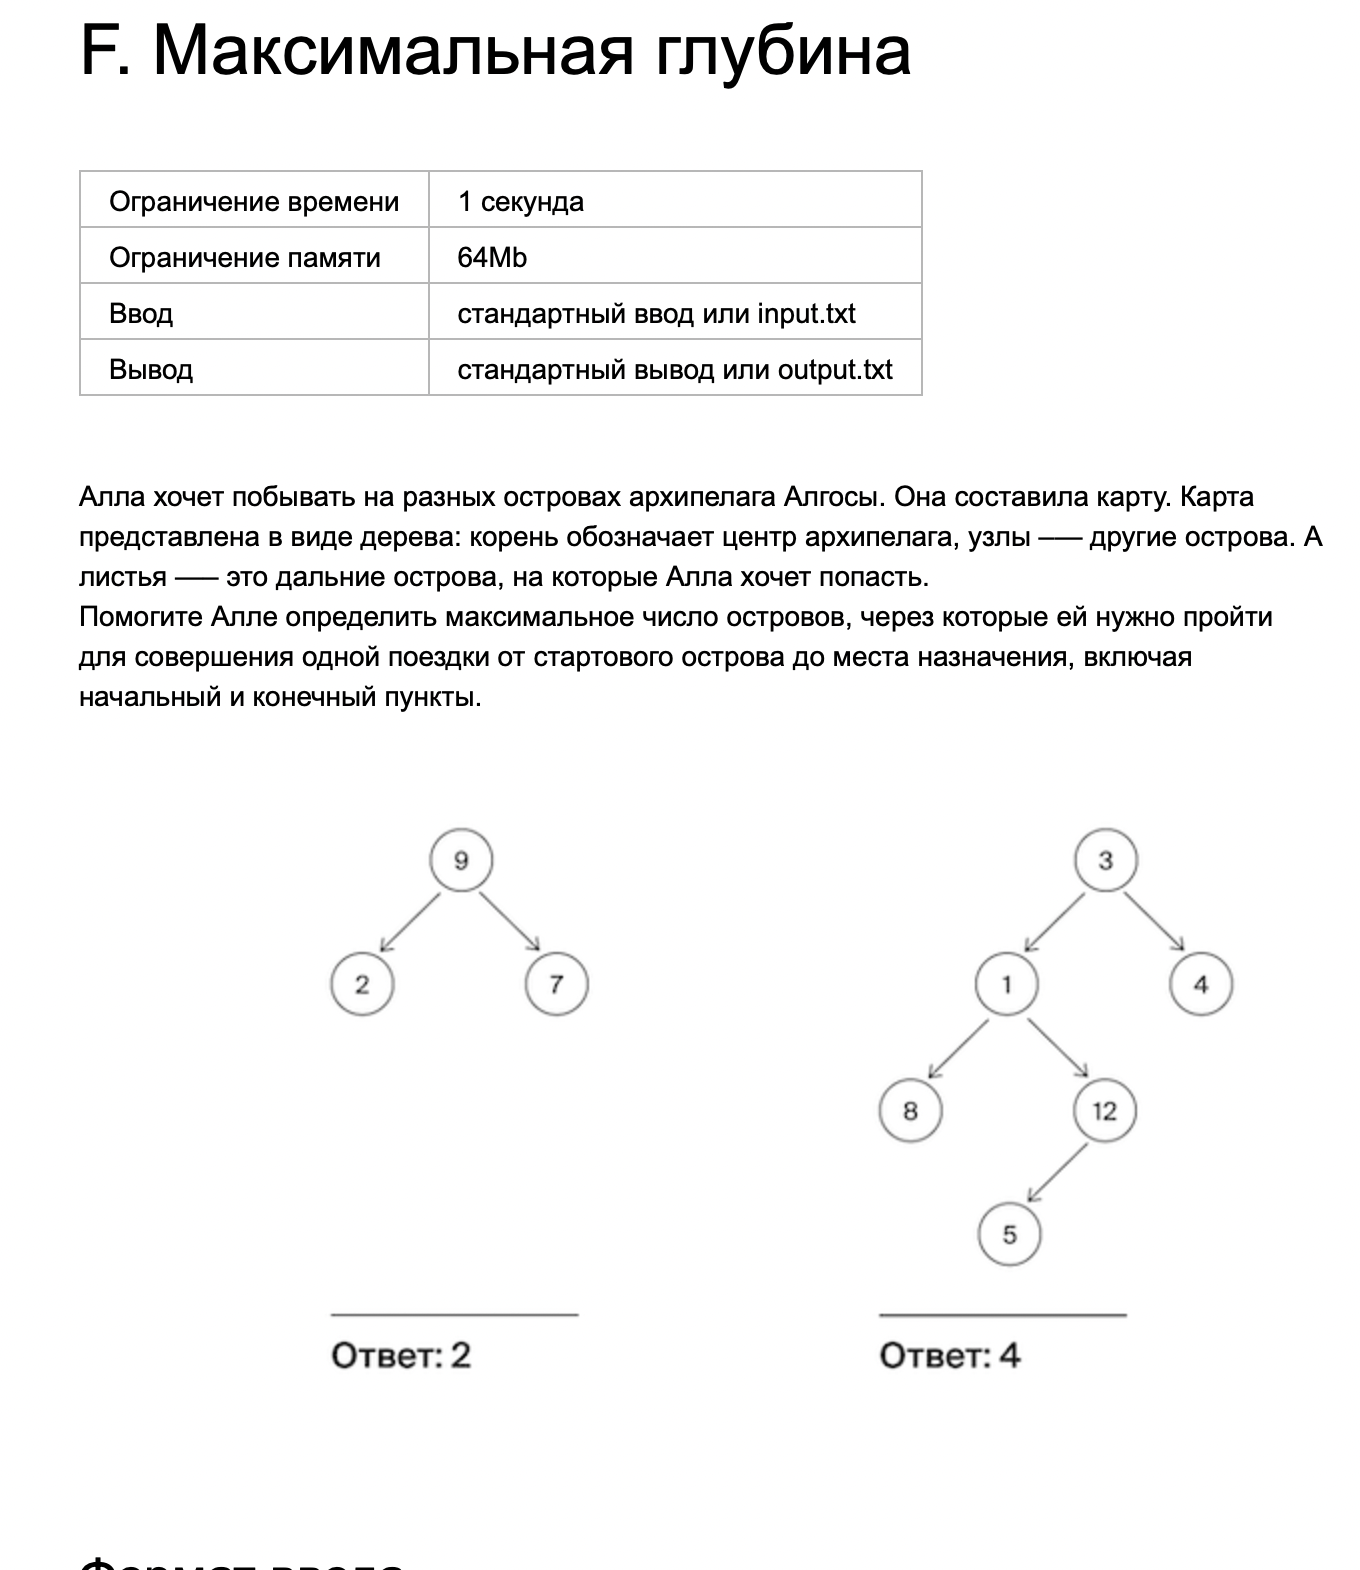 F. Максимальная глубина
Ограничение времени 1 секунда
Ограничение памяти 64Mb
Ввод стандартный ввод или input.txt
Вывод стандартный вывод или output.txt
Алла хочет побывать на разных островах архипелага Алгосы. Она составила карту. Карта
представлена в виде дерева: корень обозначает центр архипелага, узлы –— другие острова. А
листья –— это дальние острова, на которые Алла хочет попасть.
Помогите Алле определить максимальное число островов, через которые ей нужно пройти
для совершения одной поездки от стартового острова до места назначения, включая
начальный и конечный пункты.
9
2 7
Ответ: 2
3
1 4
8 12
5
Ответ: 4
Формат ввода